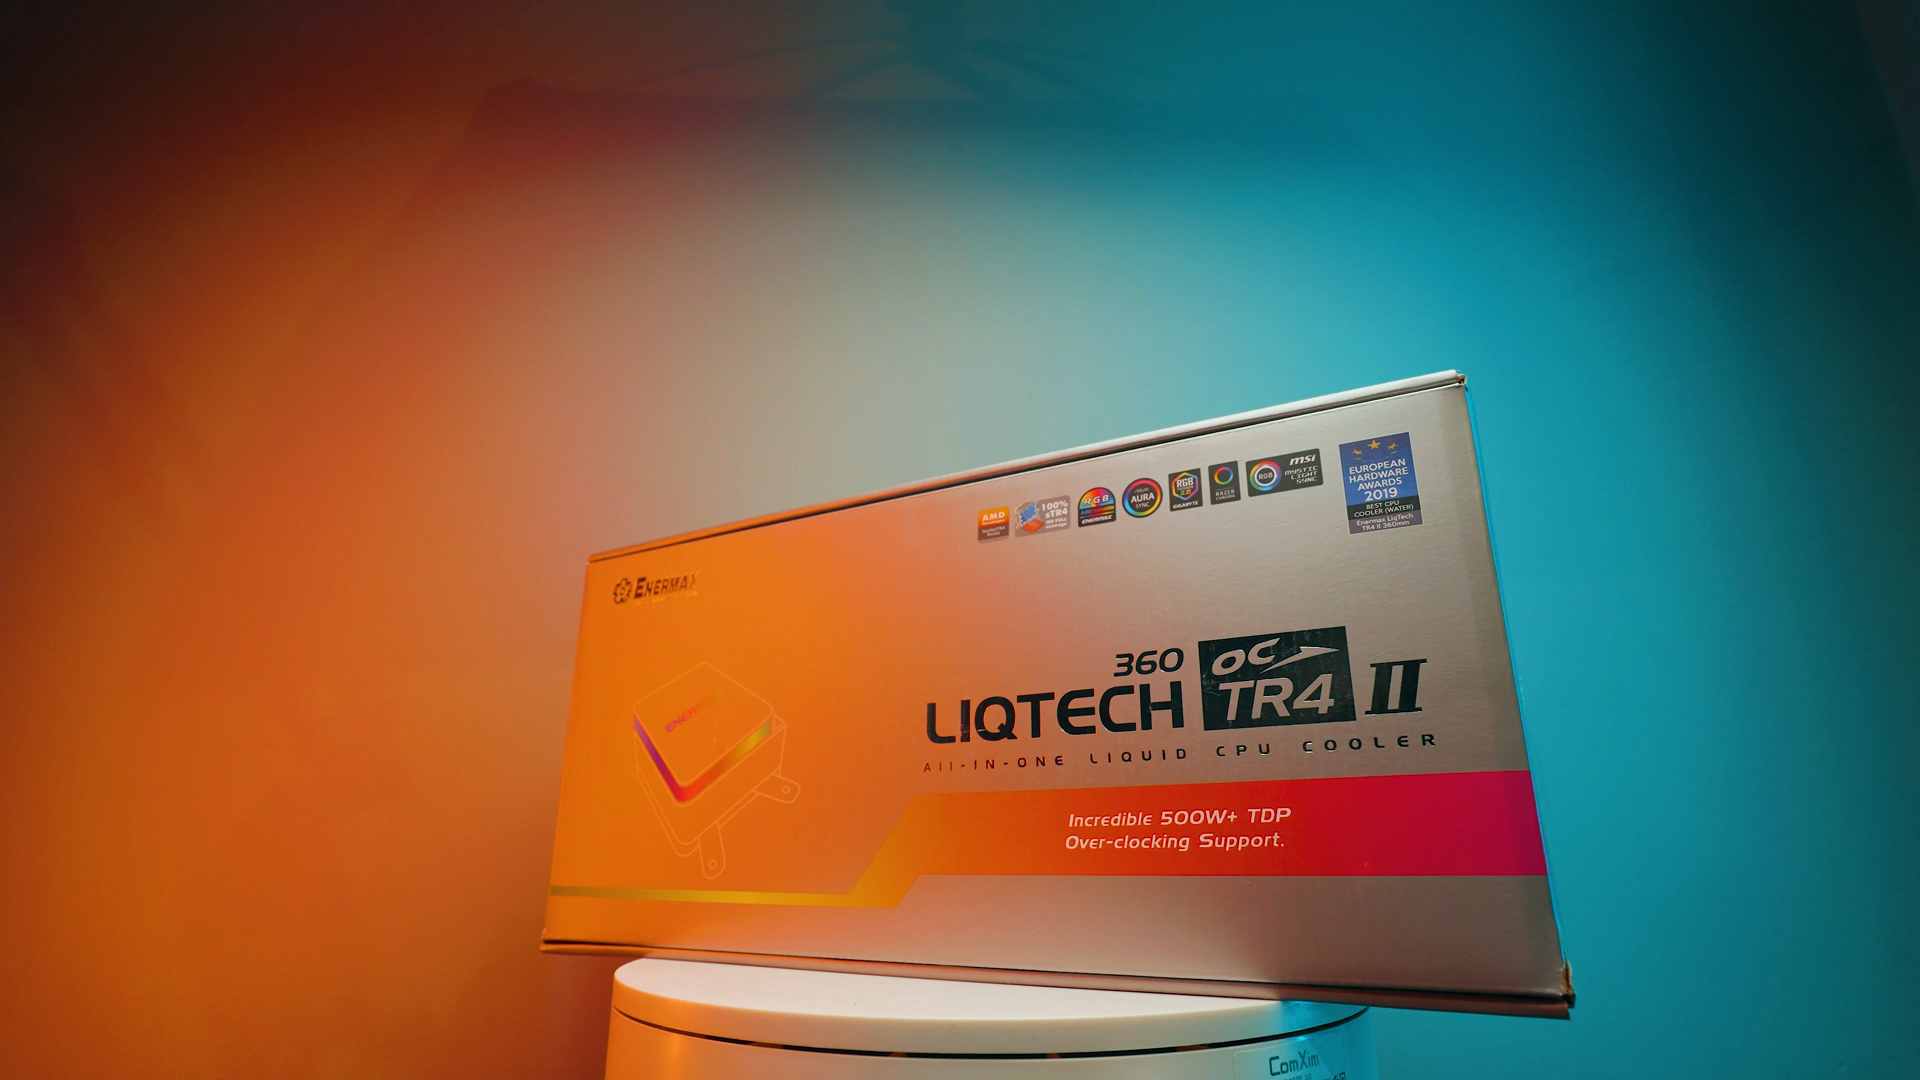 ENERMAX
AMD
100%
sTR4
RGB
ENERMAX
AURA
SYNC
RGB
GIGABYTE
RAZER
CHROMA
RGB
msi
MYSTIC
LIGHT
SYNC
EUROPEAN
HARDWARE
AWARDS
2019
BEST CPU
COOLER (WATER)
Enermax LiqTech
TR4 II 360mm
360
LIQTECH
OC
TR4
II
All-IN-ONE LIQUID CPU COOLER
Incredible 500W+ TDP
Over-clocking Support.
ComXim